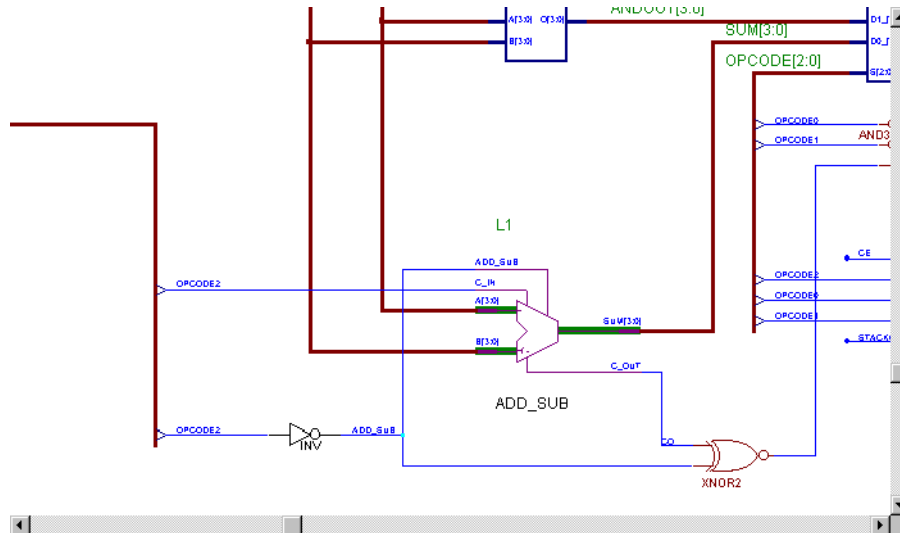 ANDOUT[3:0]
A[3:0] O[3:0]
D1_
SUM[3:0]
B[3:0]
D0_
OPCODE[2:0]
S[2:0
OPCODE0
AND3
OPCODE1
L1
CE
ADD_SUB
OPCODE2
C_IN
OPCODE2
A[3:0]
OPCODE0
SUM[3:0]
OPCODE1
B[3:0]
STACK
C_OUT
ADD_SUB
OPCODE2
ADD_SUB
INV
CO
XNOR2